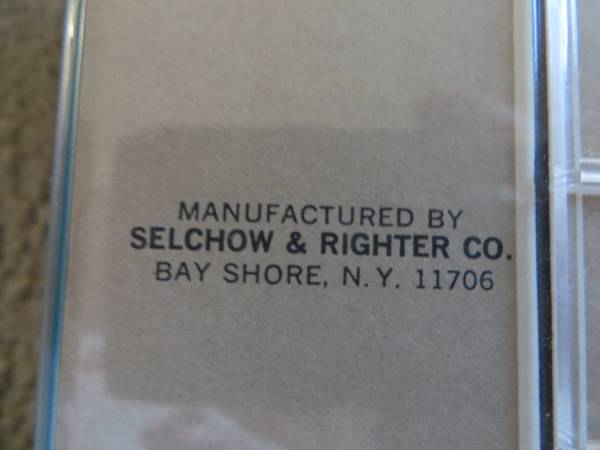 MANUFACTURED BY
SELCHOW & RIGHTER CO.
BAY SHORE, N.Y. 11706